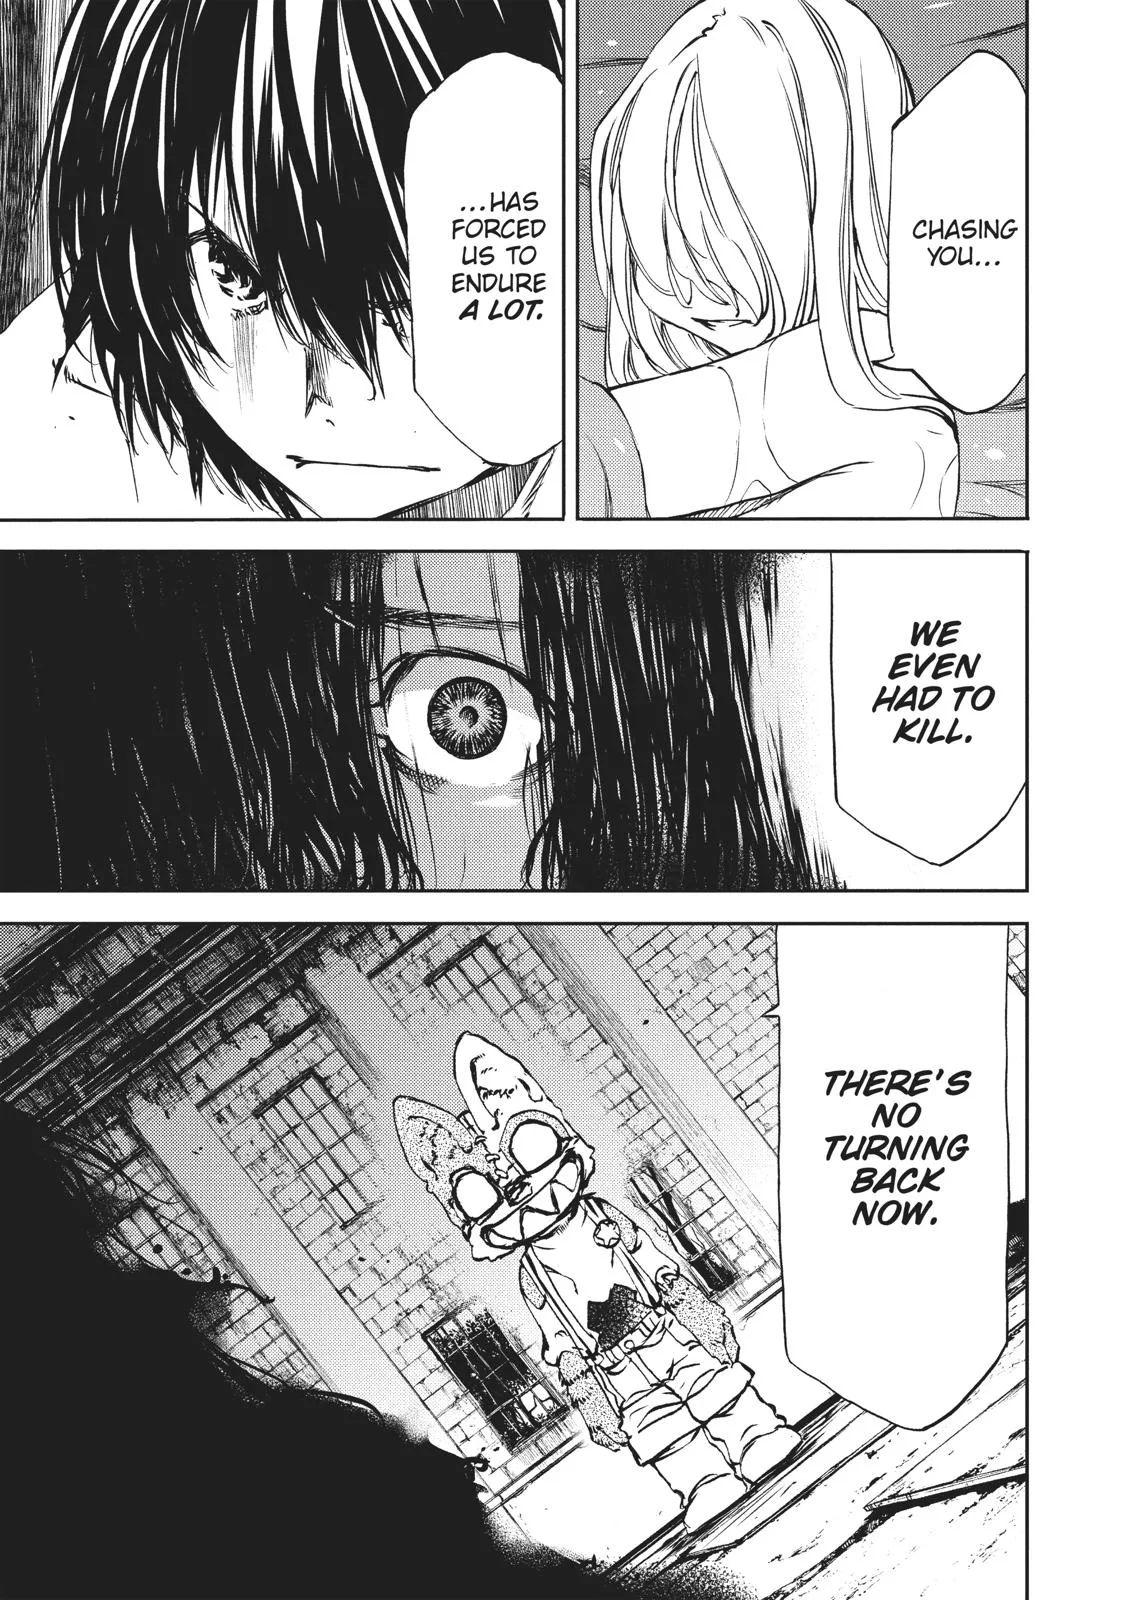 CHASING
YOU...
...HAS
FORCED
US TO
ENDURE
A LOT.
WE
EVEN
HAD TO
KILL.
THERE'S
NO
TURNING
BACK
NOW.